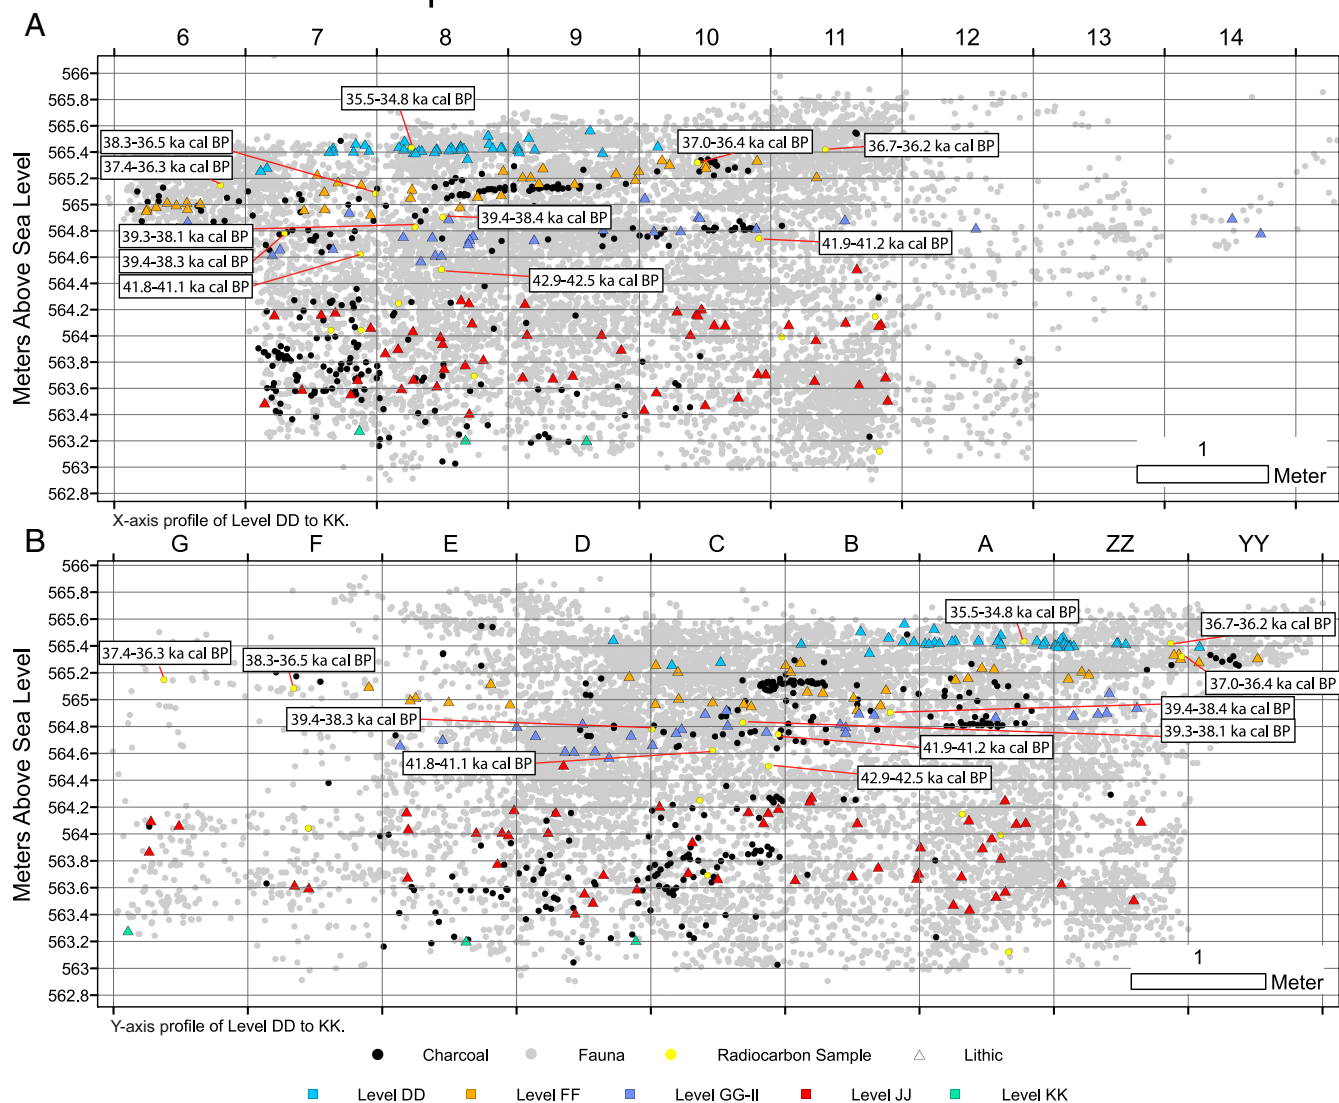 A
6 7 8 9 10 11 12 13 14
Meters Above Sea Level
566
565.8
565.6
565.4
565.2
565
564.8
564.6
564.4
564.2
564
563.8
563.6
563.4
563.2
563
562.8
35.5–34.8 ka cal BP
38.3–36.5 ka cal BP
37.0–36.4 ka cal BP
36.7–36.2 ka cal BP
37.4–36.3 ka cal BP
39.4–38.4 ka cal BP
39.3–38.1 ka cal BP
41.9–41.2 ka cal BP
39.4–38.3 ka cal BP
42.9–42.5 ka cal BP
41.8–41.1 ka cal BP
1
Meter
X-axis profile of Level DD to KK.
B
G F E D C B A ZZ YY
Meters Above Sea Level
566
565.8
565.6
565.4
565.2
565
564.8
564.6
564.4
564.2
564
563.8
563.6
563.4
563.2
563
562.8
35.5–34.8 ka cal BP
36.7–36.2 ka cal BP
37.4–36.3 ka cal BP
38.3–36.5 ka cal BP
37.0–36.4 ka cal BP
39.4–38.3 ka cal BP
39.4–38.4 ka cal BP
39.3–38.1 ka cal BP
41.9–41.2 ka cal BP
41.8–41.1 ka cal BP
42.9–42.5 ka cal BP
1
Meter
Y-axis profile of Level DD to KK.
Charcoal Fauna Radiocarbon Sample Lithic
Level DD Level FF Level GG-II Level JJ Level KK